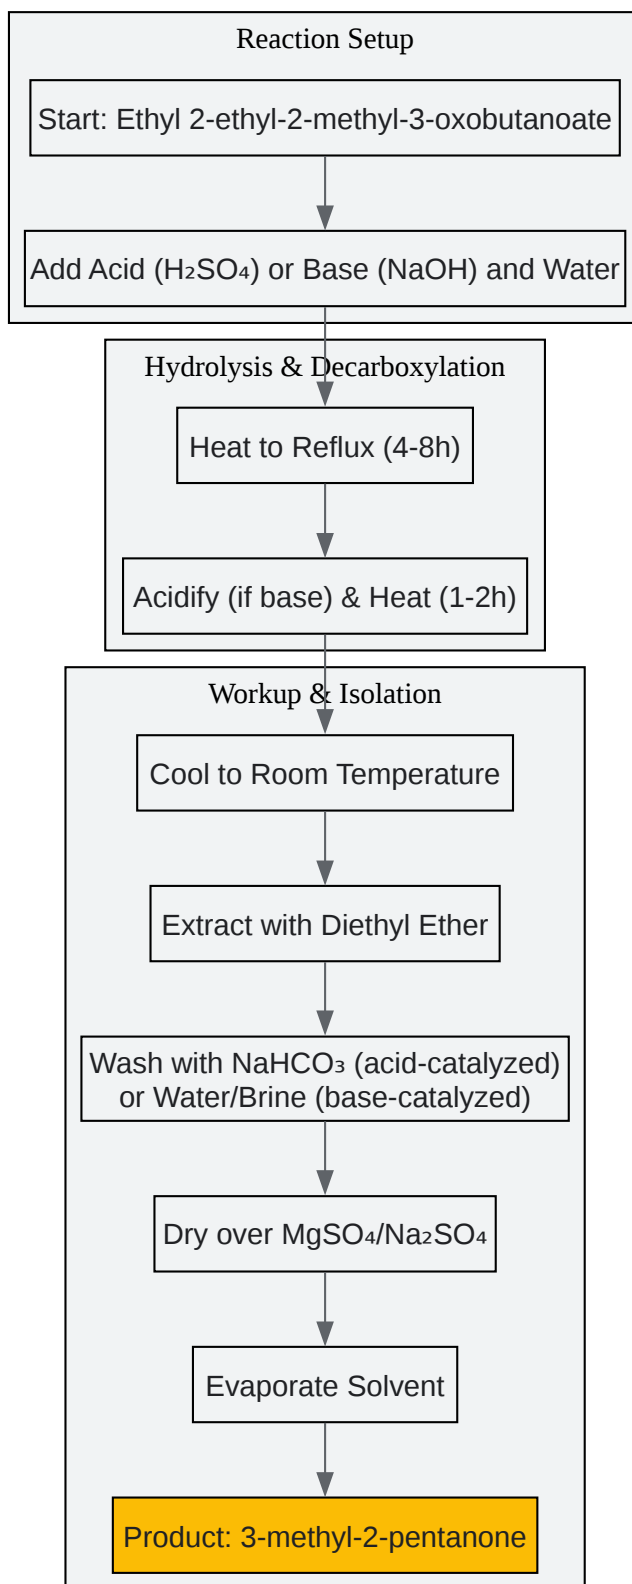 Reaction Setup
Start: Ethyl 2-ethyl-2-methyl-3-oxobutanoate
Add Acid (H₂SO₄) or Base (NaOH) and Water
Hydrolysis & Decarboxylation
Heat to Reflux (4-8h)
Acidify (if base) & Heat (1-2h)
Workup & Isolation
Cool to Room Temperature
Extract with Diethyl Ether
Wash with NaHCO₃ (acid-catalyzed)
or Water/Brine (base-catalyzed)
Dry over MgSO₄/Na₂SO₄
Evaporate Solvent
Product: 3-methyl-2-pentanone